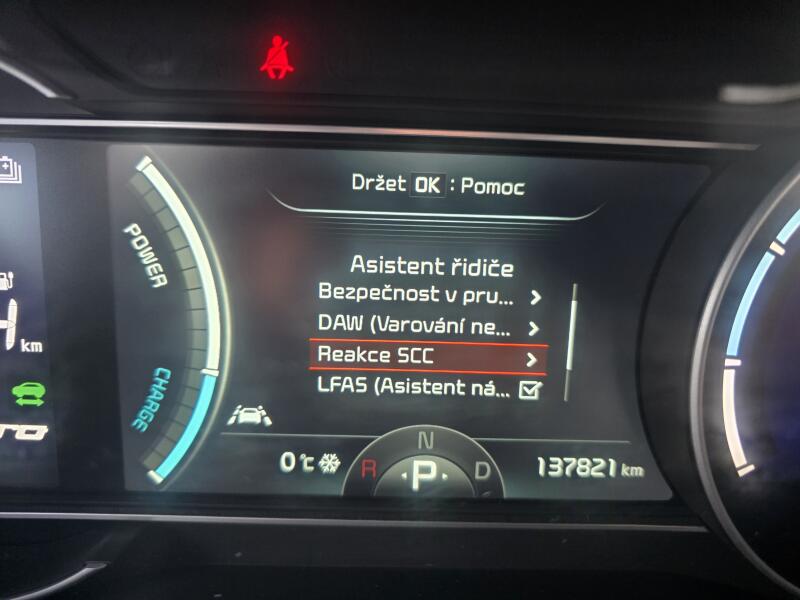 Držet OK : Pomoc
POWER
Asistent řidiče
Bezpečnost v pru...
DAW (Varování ne...
km
Reakce SCC
LFAS (Asistent ná...
CHARGE
N
0°C
R P D
137821 km